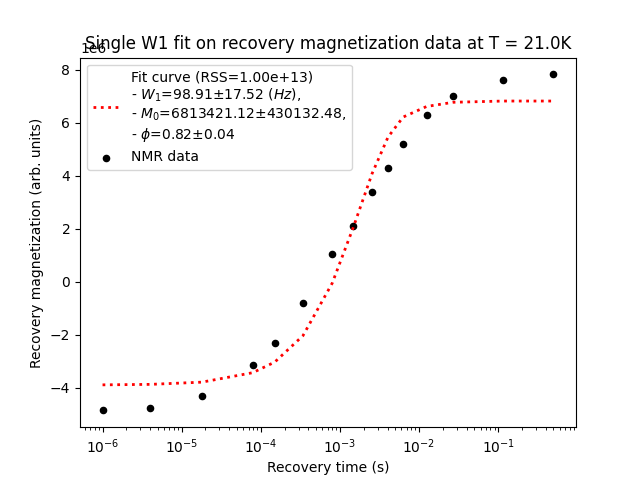 Single W1 fit on recovery magnetization data at T = 21.0K
1e6
Fit curve (RSS=1.00e+13)
- W₁=98.91±17.52 (Hz),
- M₀=6813421.12±430132.48,
- ϕ=0.82±0.04
NMR data
8
6
4
2
0
−2
−4
Recovery magnetization (arb. units)
10⁻⁶ 10⁻⁵ 10⁻⁴ 10⁻³ 10⁻² 10⁻¹
Recovery time (s)